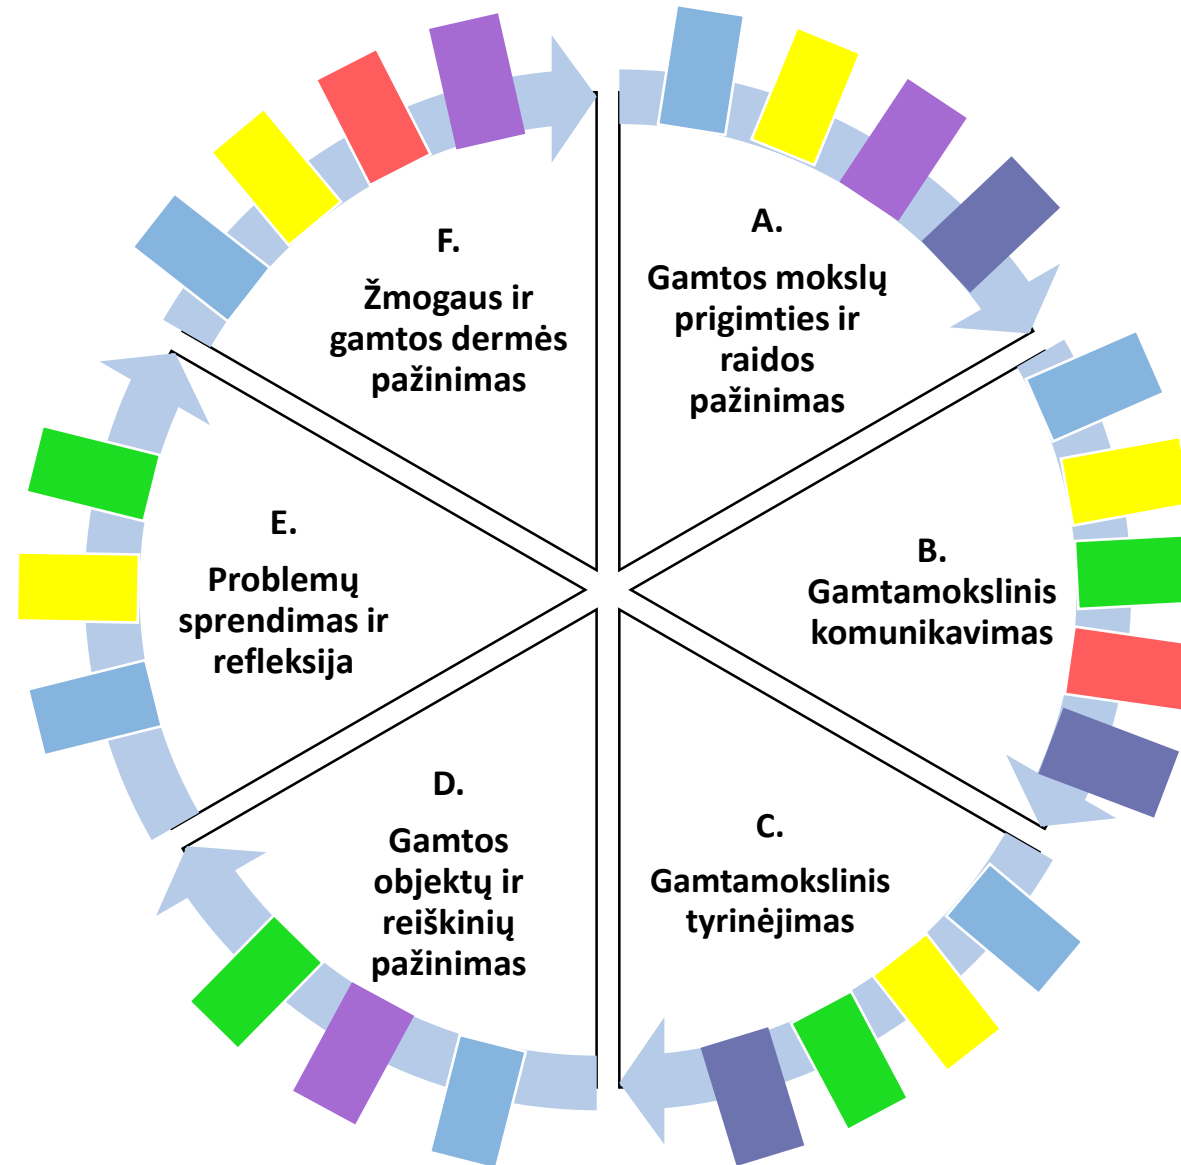 A.
Gamtos mokslų
prigimties ir
raidos
pažinimas
B.
Gamtamokslinis
komunikavimas
C.
Gamtamokslinis
tyrinėjimas
D.
Gamtos
objektų ir
reiškinių
pažinimas
E.
Problemų
sprendimas ir
refleksija
F.
Žmogaus ir
gamtos dermės
pažinimas